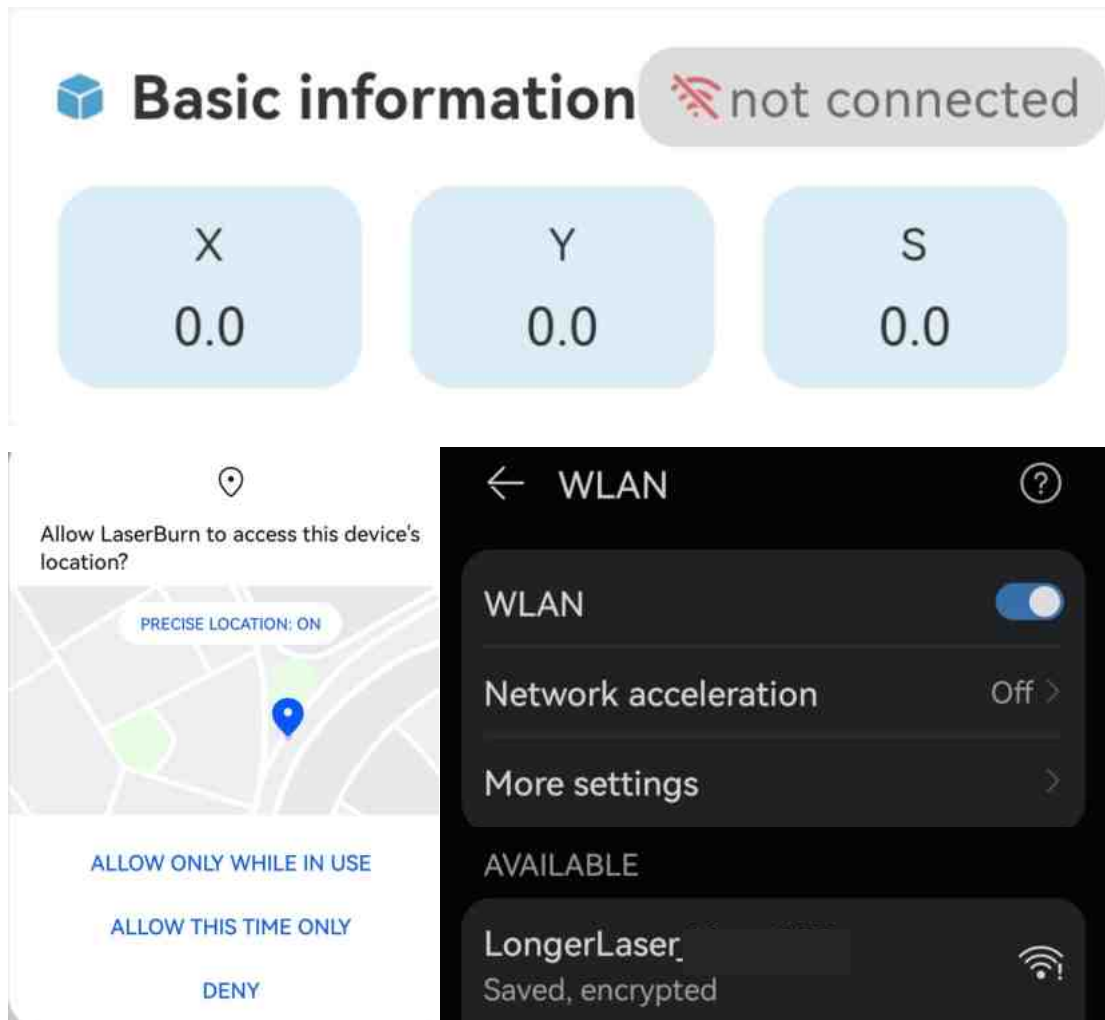 Basic information not connected
X Y S
0.0 0.0 0.0
Allow LaserBurn to access this device's
location?
PRECISE LOCATION: ON
ALLOW ONLY WHILE IN USE
ALLOW THIS TIME ONLY
DENY
WLAN
WLAN
Network acceleration Off
More settings
AVAILABLE
LongerLaser_
Saved, encrypted